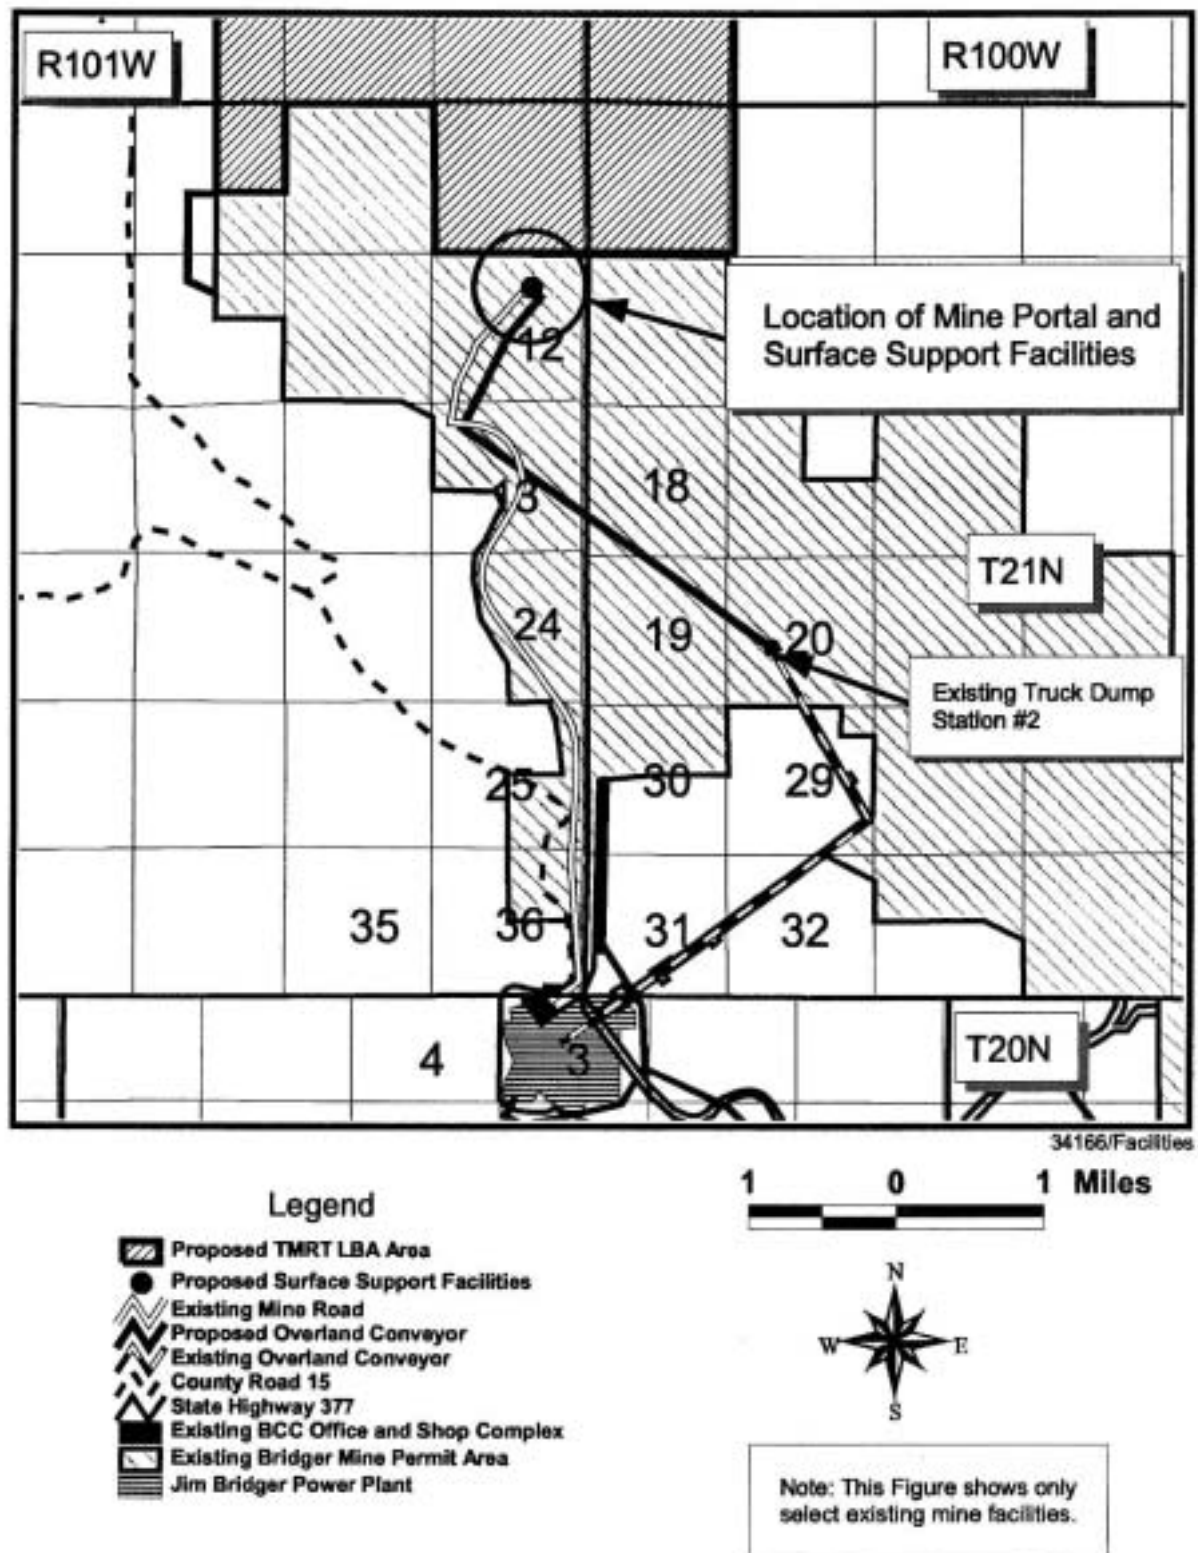 R101W
R100W
Location of Mine Portal and
Surface Support Facilities
12
18
13
T21N
24
19
20
Existing Truck Dump
Station #2
25
30
29
35
36
31
32
4
3
T20N
34166/Facilities
1 0 1 Miles
Legend
Proposed TMRT LBA Area
Proposed Surface Support Facilities
Existing Mine Road
Proposed Overland Conveyor
Existing Overland Conveyor
County Road 15
State Highway 377
Existing BCC Office and Shop Complex
Existing Bridger Mine Permit Area
Jim Bridger Power Plant
N
W E
S
Note: This Figure shows only
select existing mine facilities.